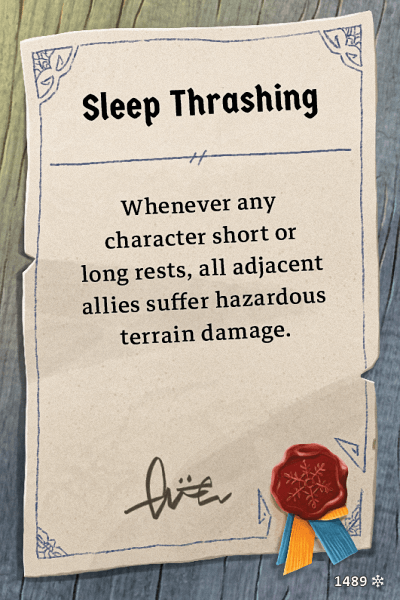 Sleep Thrashing
Whenever any
character short or
long rests, all adjacent
allies suffer hazardous
terrain damage.
1489